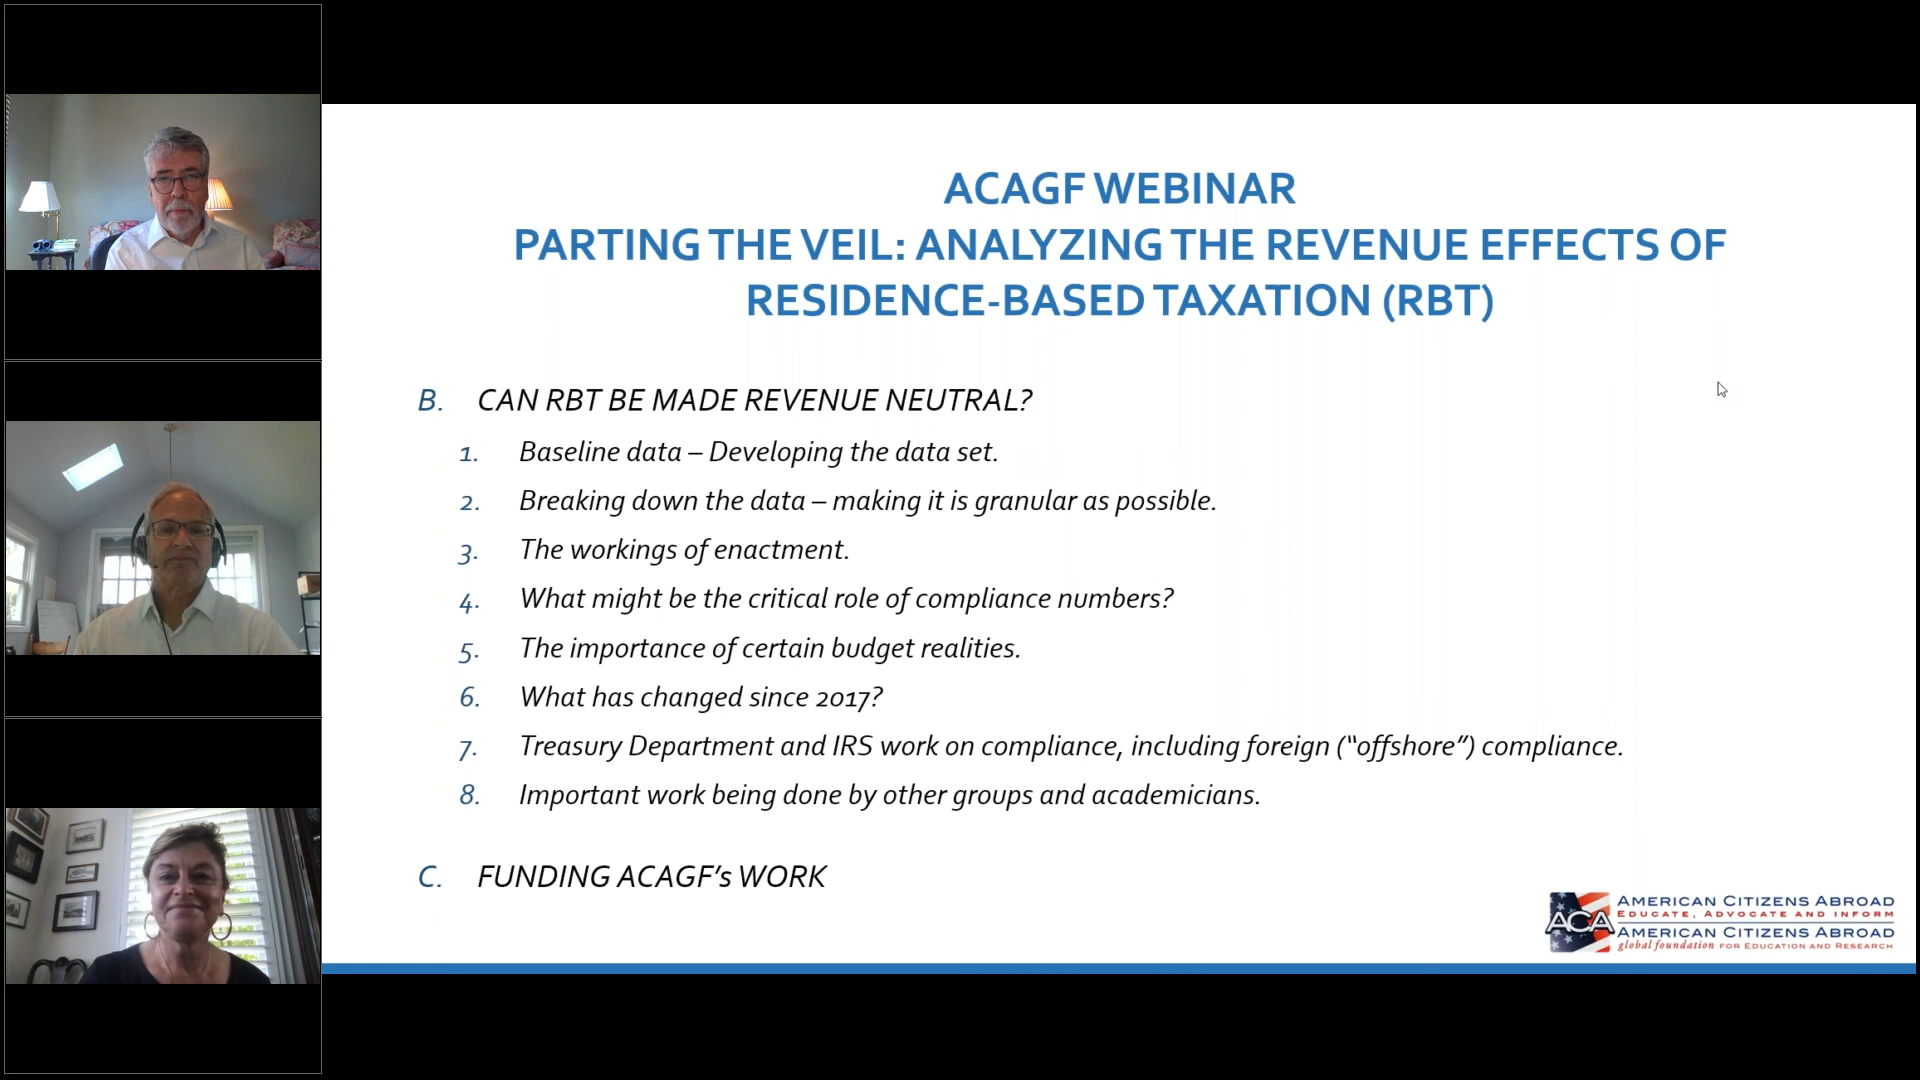 ACAGF WEBINAR
PARTING THE VEIL: ANALYZING THE REVENUE EFFECTS OF
RESIDENCE-BASED TAXATION (RBT)
B. CAN RBT BE MADE REVENUE NEUTRAL?
1. Baseline data – Developing the data set.
2. Breaking down the data – making it is granular as possible.
3. The workings of enactment.
4. What might be the critical role of compliance numbers?
5. The importance of certain budget realities.
6. What has changed since 2017?
7. Treasury Department and IRS work on compliance, including foreign (“offshore”) compliance.
8. Important work being done by other groups and academicians.
C. FUNDING ACAGF’s WORK
ACA
AMERICAN CITIZENS ABROAD
EDUCATE, ADVOCATE AND INFORM
AMERICAN CITIZENS ABROAD
global foundation FOR EDUCATION AND RESEARCH